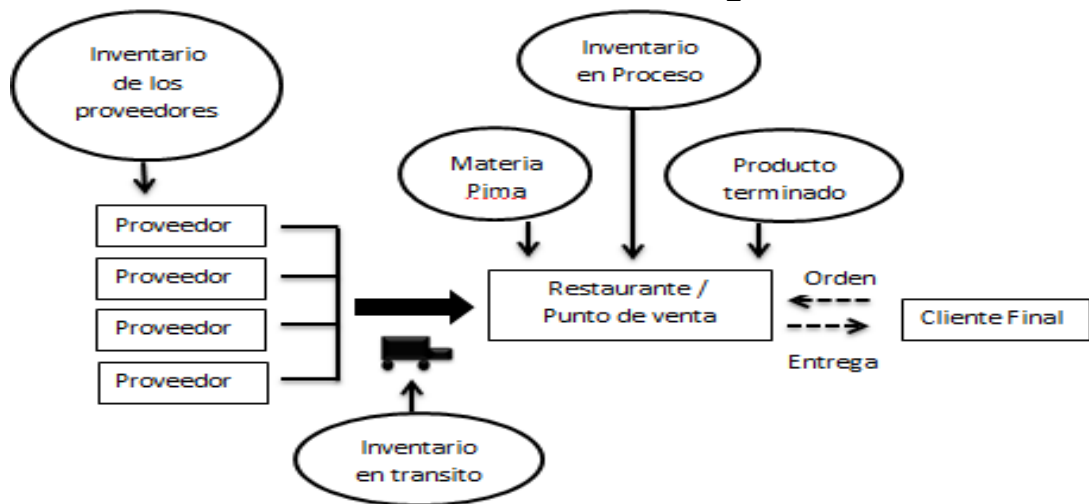 Inventario
de los
proveedores
Inventario
en Proceso
Materia
Pima
Producto
terminado
Proveedor
Proveedor
Proveedor
Proveedor
Restaurante /
Punto de venta
Orden
Entrega
Cliente Final
Inventario
en transito